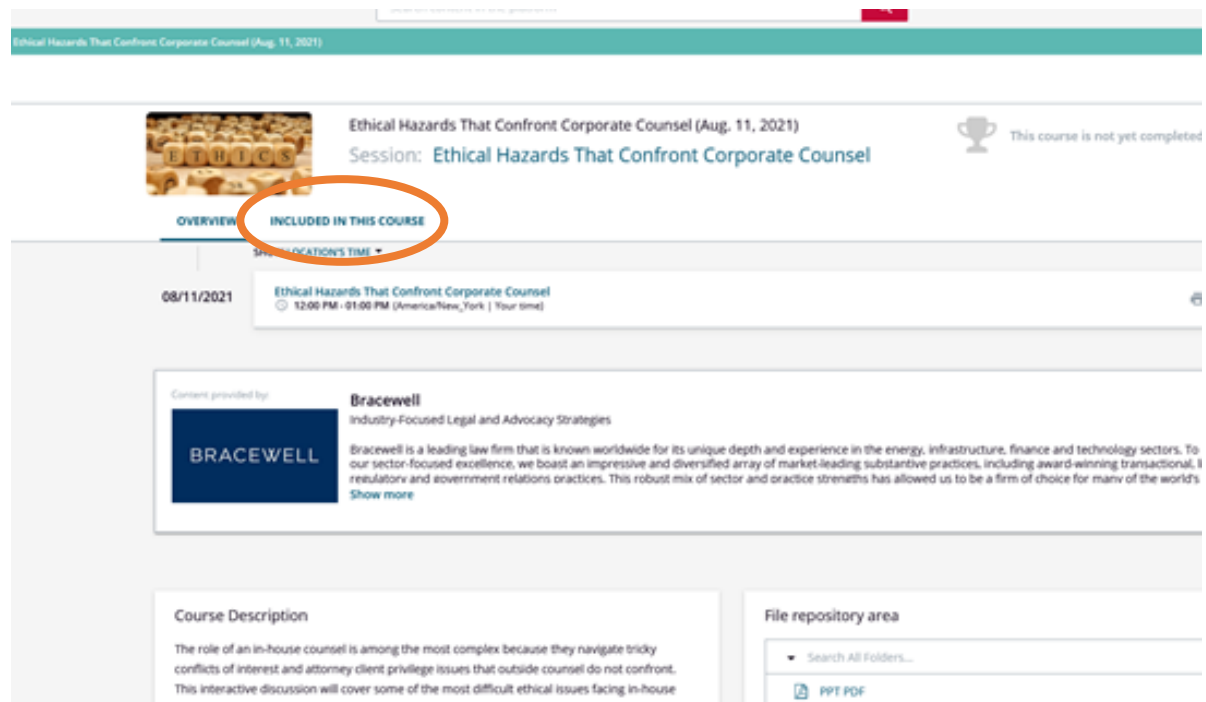 Ethical Hazards That Confront Corporate Counsel (Aug. 11, 2021)
ETHICS
Ethical Hazards That Confront Corporate Counsel (Aug. 11, 2021)
Session: Ethical Hazards That Confront Corporate Counsel
This course is not yet completed
OVERVIEW
INCLUDED IN THIS COURSE
LOCATION'S TIME
08/11/2021
Ethical Hazards That Confront Corporate Counsel
12:00 PM - 01:00 PM (America/New_York | Your time)
Content provided by:
BRACEWELL
Bracewell
Industry-Focused Legal and Advocacy Strategies
Bracewell is a leading law firm that is known worldwide for its unique depth and experience in the energy, infrastructure, finance and technology sectors. To
our sector-focused excellence, we boast an impressive and diversified array of market-leading substantive practices, including award-winning transactional,
regulatory and government relations practices. This robust mix of sector and practice strengths has allowed us to be a firm of choice for many of the world's
Show more
Course Description
The role of an in-house counsel is among the most complex because they navigate tricky
conflicts of interest and attorney client privilege issues that outside counsel do not confront.
This interactive discussion will cover some of the most difficult ethical issues facing in-house
File repository area
Search All Folders...
PPT PDF